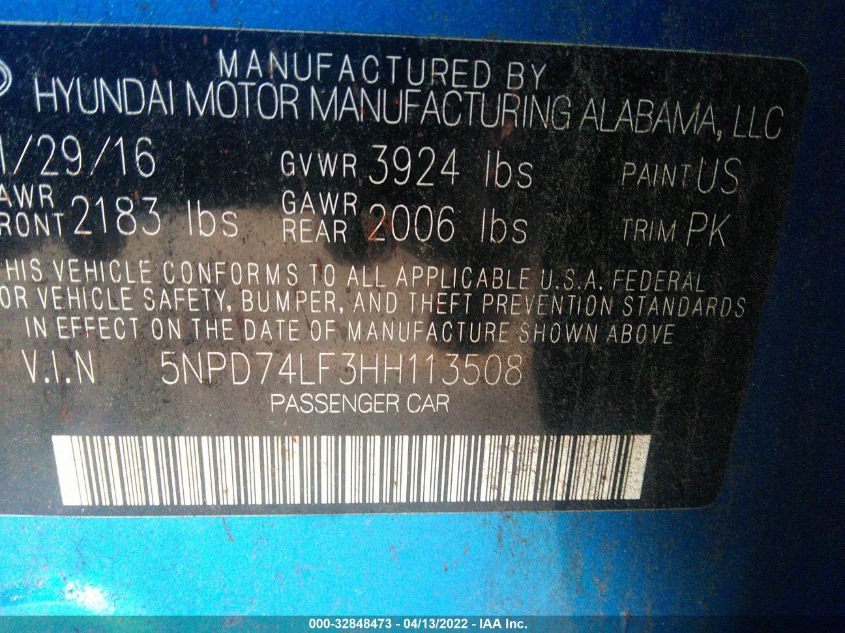 MANUFACTURED BY
HYUNDAI MOTOR MANUFACTURING ALABAMA, LLC
/29/16 GVWR 3924 lbs PAINT US
AWR FRONT 2183 lbs GAWR REAR 2006 lbs TRIM PK
HIS VEHICLE CONFORMS TO ALL APPLICABLE U.S.A. FEDERAL
OR VEHICLE SAFETY, BUMPER, AND THEFT PREVENTION STANDARDS
IN EFFECT ON THE DATE OF MANUFACTURE SHOWN ABOVE
V.I.N 5NPD74LF3HH113508
PASSENGER CAR
000-32848473 - 04/13/2022 - IAA Inc.